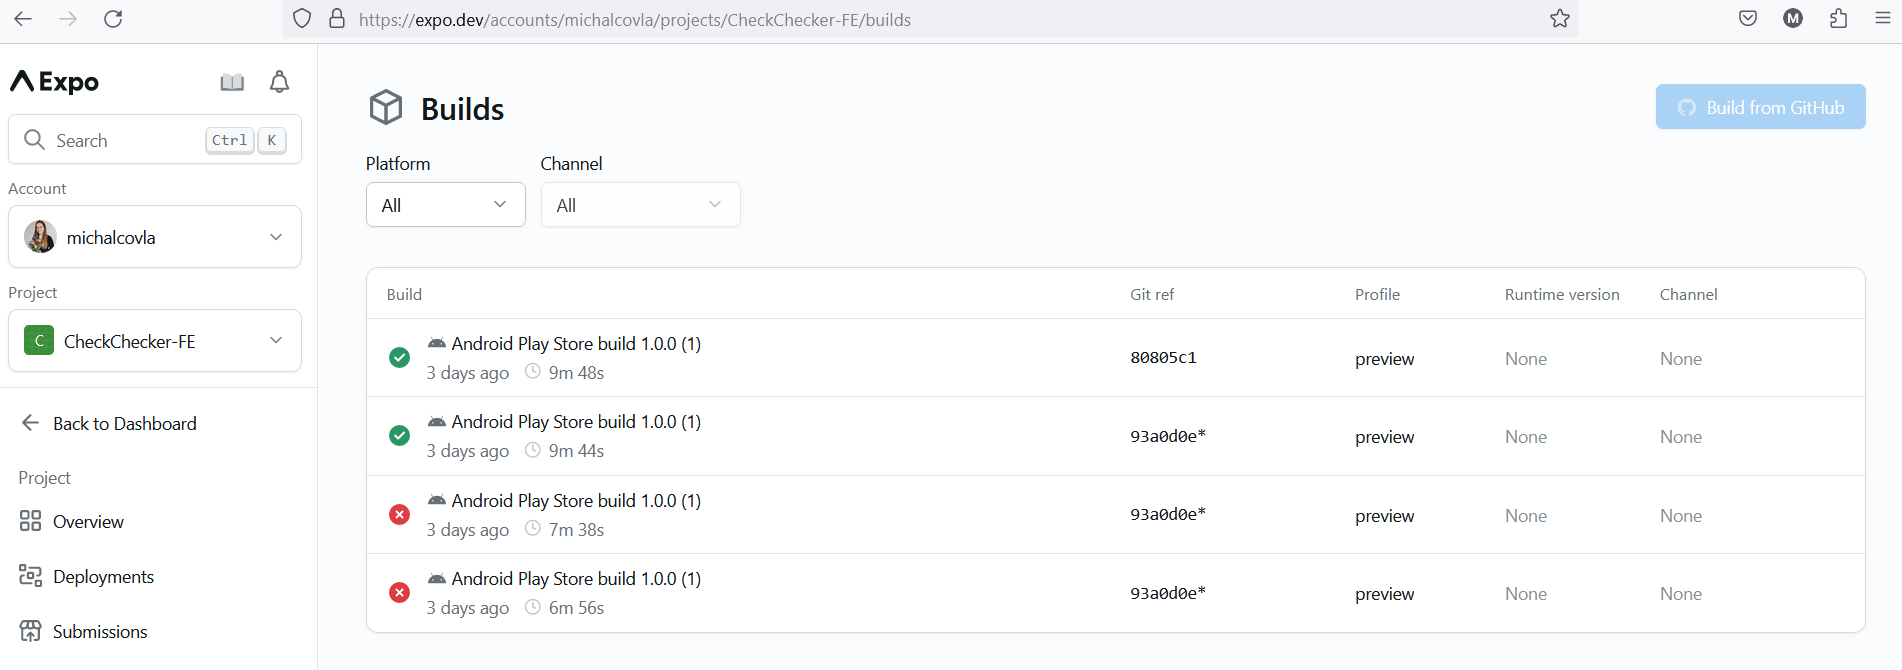 https://expo.dev/accounts/michalcovla/projects/CheckChecker-FE/builds
M
Expo
Search Ctrl K
Account
michalcovla
Project
C CheckChecker-FE
Back to Dashboard
Project
Overview
Deployments
Submissions
Builds
Build from GitHub
Platform Channel
All All
Build Git ref Profile Runtime version Channel
Android Play Store build 1.0.0 (1)
3 days ago 9m 48s
80805c1 preview None None
Android Play Store build 1.0.0 (1)
3 days ago 9m 44s
93a0d0e* preview None None
Android Play Store build 1.0.0 (1)
3 days ago 7m 38s
93a0d0e* preview None None
Android Play Store build 1.0.0 (1)
3 days ago 6m 56s
93a0d0e* preview None None